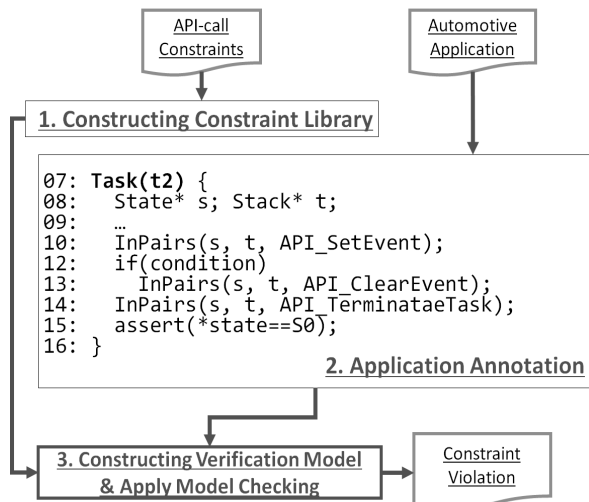 API-call
Constraints
Automotive
Application
1. Constructing Constraint Library
07: Task(t2) {
08: State* s; Stack* t;
09: …
10: InPairs(s, t, API_SetEvent);
12: if(condition)
13: InPairs(s, t, API_ClearEvent);
14: InPairs(s, t, API_TerminataeTask);
15: assert(*state==S0);
16: }
2. Application Annotation
3. Constructing Verification Model
& Apply Model Checking
Constraint
Violation